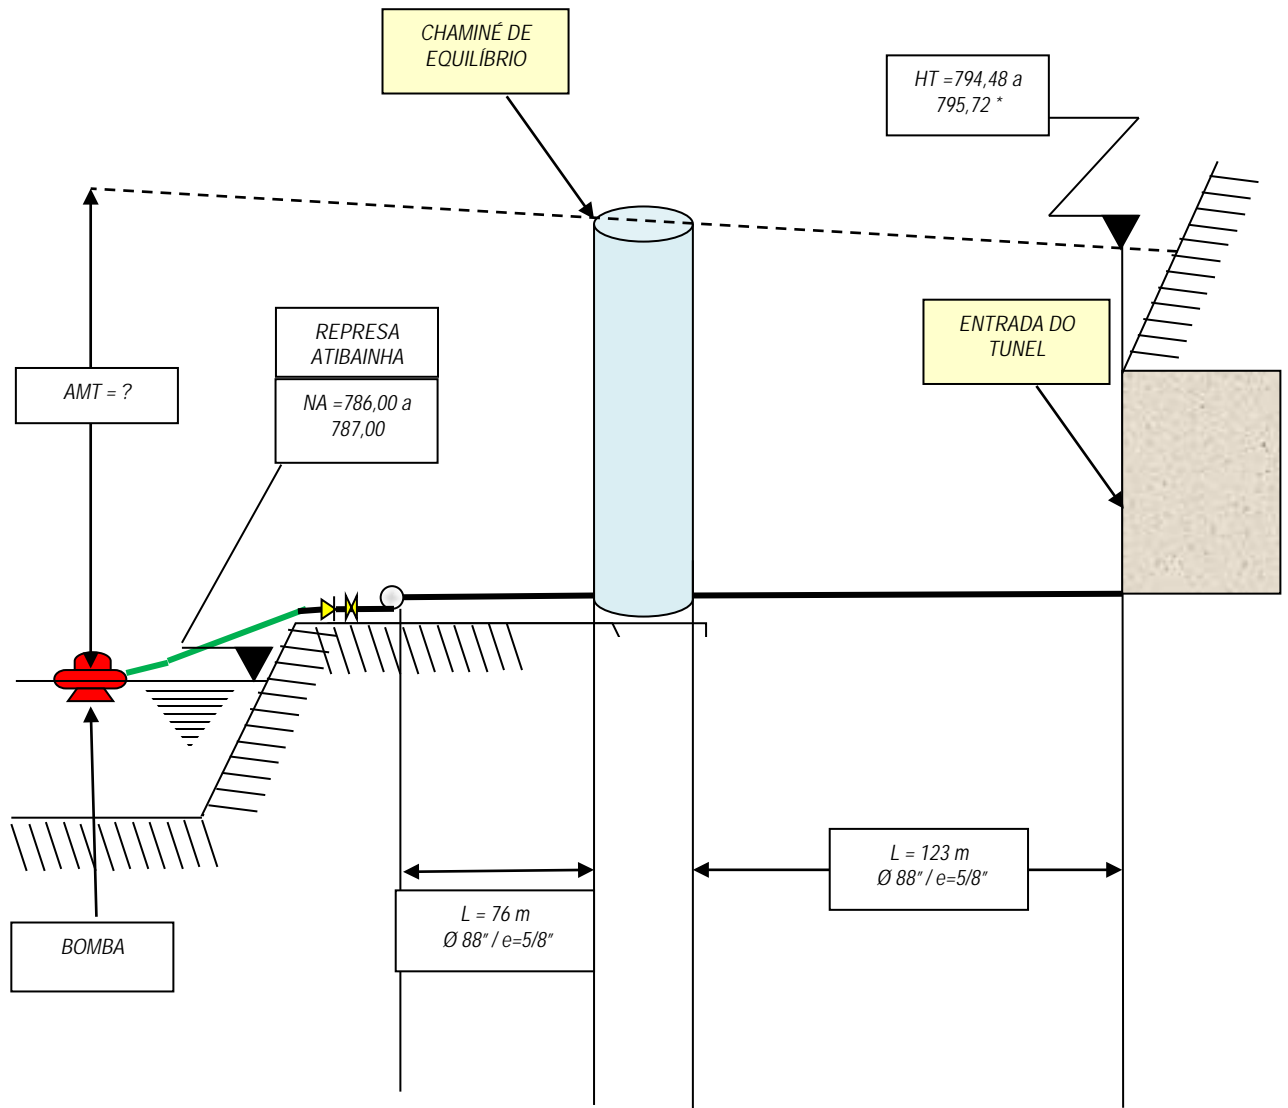 CHAMINÉ DE
EQUILÍBRIO
HT =794,48 a
795,72 *
REPRESA
ATIBAINHA
NA =786,00 a
787,00
AMT = ?
ENTRADA DO
TUNEL
L = 123 m
Ø 88” / e=5/8”
L = 76 m
Ø 88” / e=5/8”
BOMBA